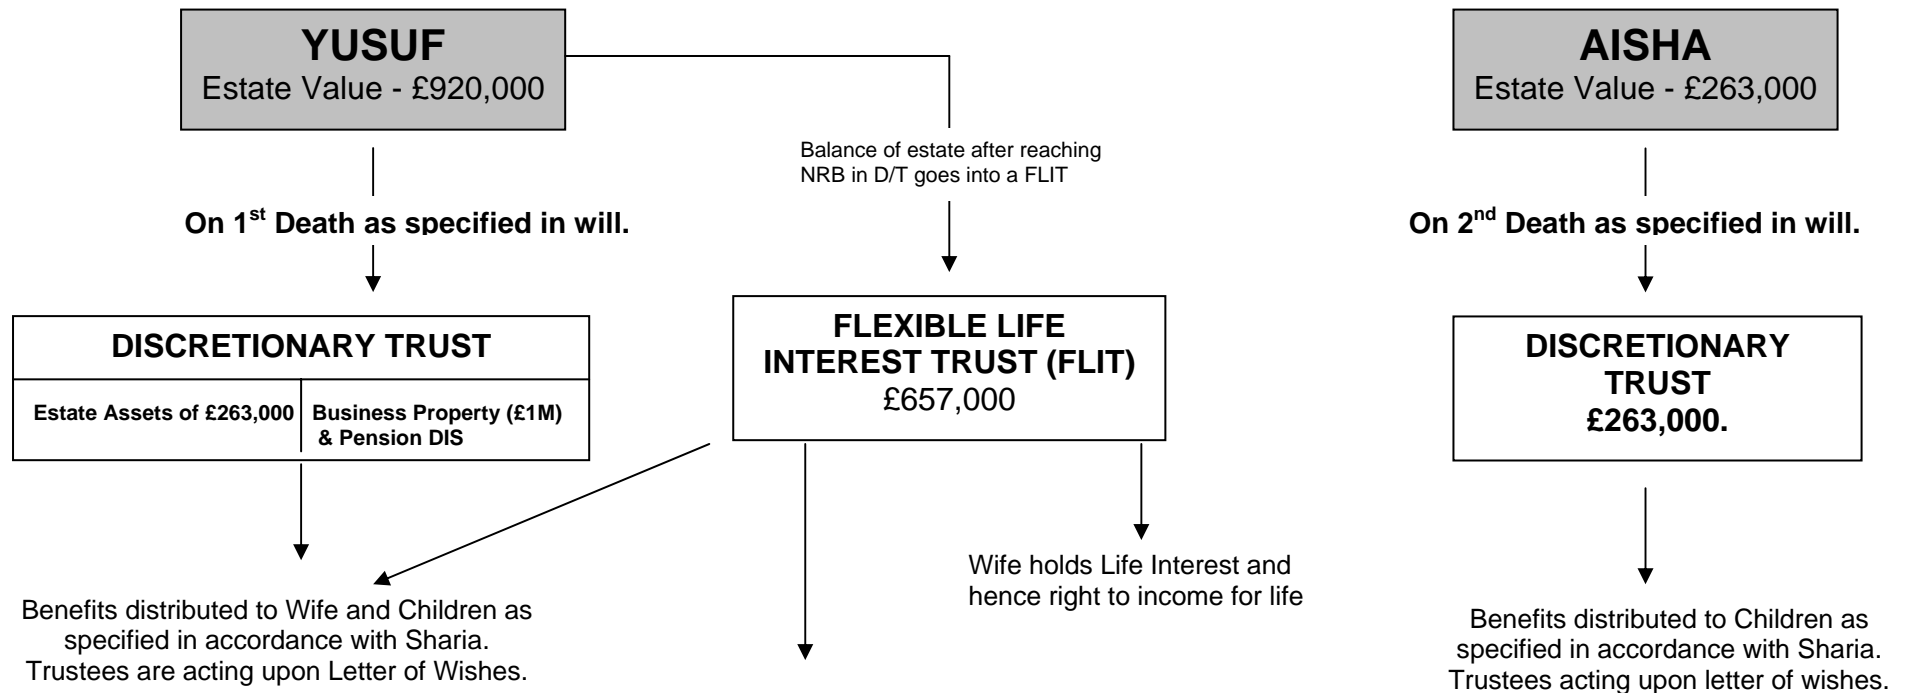 YUSUF
Estate Value - £920,000
AISHA
Estate Value - £263,000
Balance of estate after reaching
NRB in D/T goes into a FLIT
On 1st Death as specified in will.
On 2nd Death as specified in will.
DISCRETIONARY TRUST
Estate Assets of £263,000
Business Property (£1M)
& Pension DIS
FLEXIBLE LIFE
INTEREST TRUST (FLIT)
£657,000
DISCRETIONARY
TRUST
£263,000.
Wife holds Life Interest and
hence right to income for life
Benefits distributed to Wife and Children as
specified in accordance with Sharia.
Trustees are acting upon Letter of Wishes.
Benefits distributed to Children as
specified in accordance with Sharia.
Trustees acting upon letter of wishes.